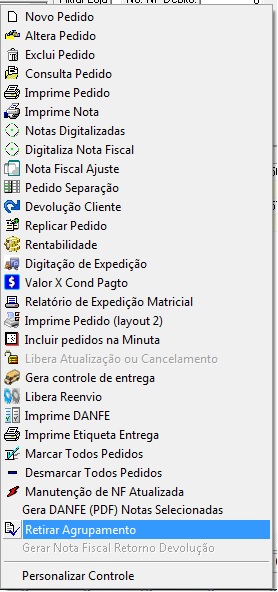 Novo Pedido
Altera Pedido
Exclui Pedido
Consulta Pedido
Imprime Pedido
Imprime Nota
Notas Digitalizadas
Digitaliza Nota Fiscal
Nota Fiscal Ajuste
Pedido Separação
Devolução Cliente
Replicar Pedido
Rentabilidade
Digitação de Expedição
Valor X Cond Pagto
Relatório de Expedição Matricial
Imprime Pedido (layout 2)
Incluir pedidos na Minuta
Libera Atualização ou Cancelamento
Gera controle de entrega
Libera Reenvio
Imprime DANFE
Imprime Etiqueta Entrega
Marcar Todos Pedidos
Desmarcar Todos Pedidos
Manutenção de NF Atualizada
Gera DANFE (PDF) Notas Selecionadas
Retirar Agrupamento
Gerar Nota Fiscal Retorno Devolução
Personalizar Controle